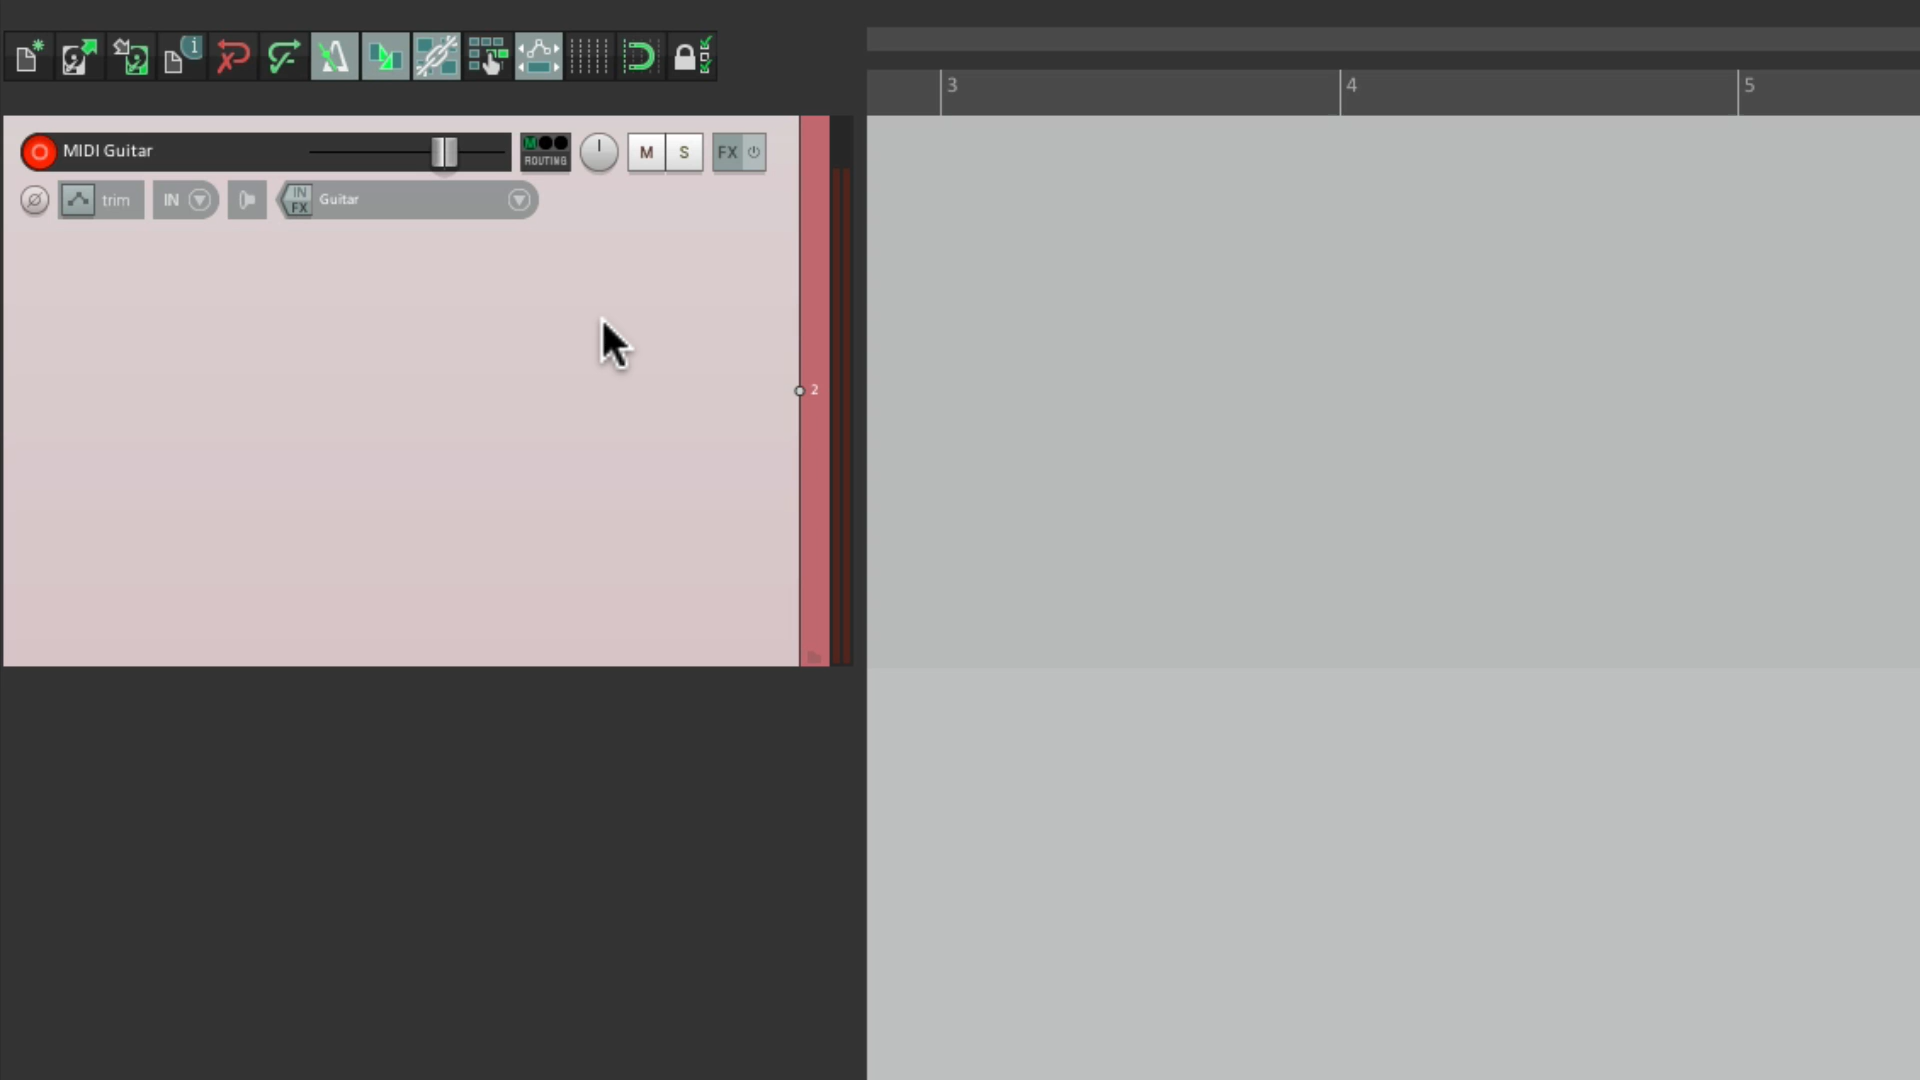 3
4
5
MIDI Guitar
M
ROUTING
M
S
FX
trim
IN
IN
FX
Guitar
2
i